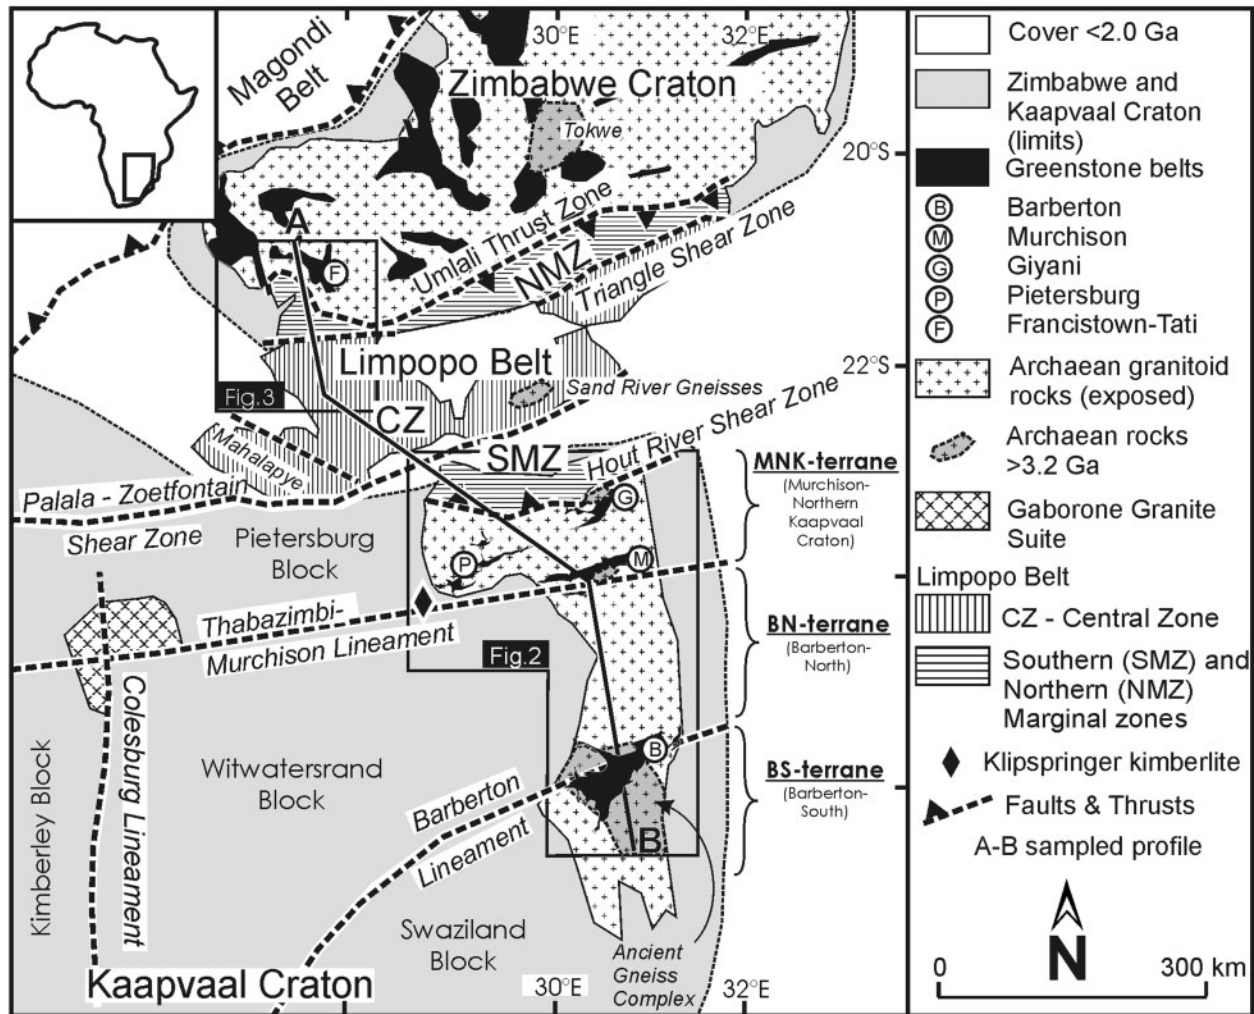 30°E
32°E
Magondi
Belt
Zimbabwe Craton
Tokwe
20°S
A
F
Umlali Thrust Zone
NMZ
Triangle Shear Zone
Limpopo Belt
22°S
Fig.3
Sand River Gneisses
CZ
Mahalapye
SMZ
Hout River Shear Zone
Palala - Zoetfontain
Shear Zone
G
Pietersburg
Block
P
M
Thabazimbi-
Murchison Lineament
Fig.2
Colesburg Lineament
Kimberley Block
Witwatersrand
Block
B
Barberton
Lineament
B
Swaziland
Block
Ancient
Gneiss
Complex
Kaapvaal Craton
30°E
32°E
MNK-terrane
(Murchison-
Northern
Kaapvaal
Craton)
BN-terrane
(Barberton-
North)
BS-terrane
(Barberton-
South)
Cover <2.0 Ga
Zimbabwe and
Kaapvaal Craton
(limits)
Greenstone belts
B Barberton
M Murchison
G Giyani
P Pietersburg
F Francistown-Tati
Archaean granitoid
rocks (exposed)
Archaean rocks
>3.2 Ga
Gaborone Granite
Suite
Limpopo Belt
CZ - Central Zone
Southern (SMZ) and
Northern (NMZ)
Marginal zones
Klipspringer kimberlite
Faults & Thrusts
A-B sampled profile
N
0
300 km